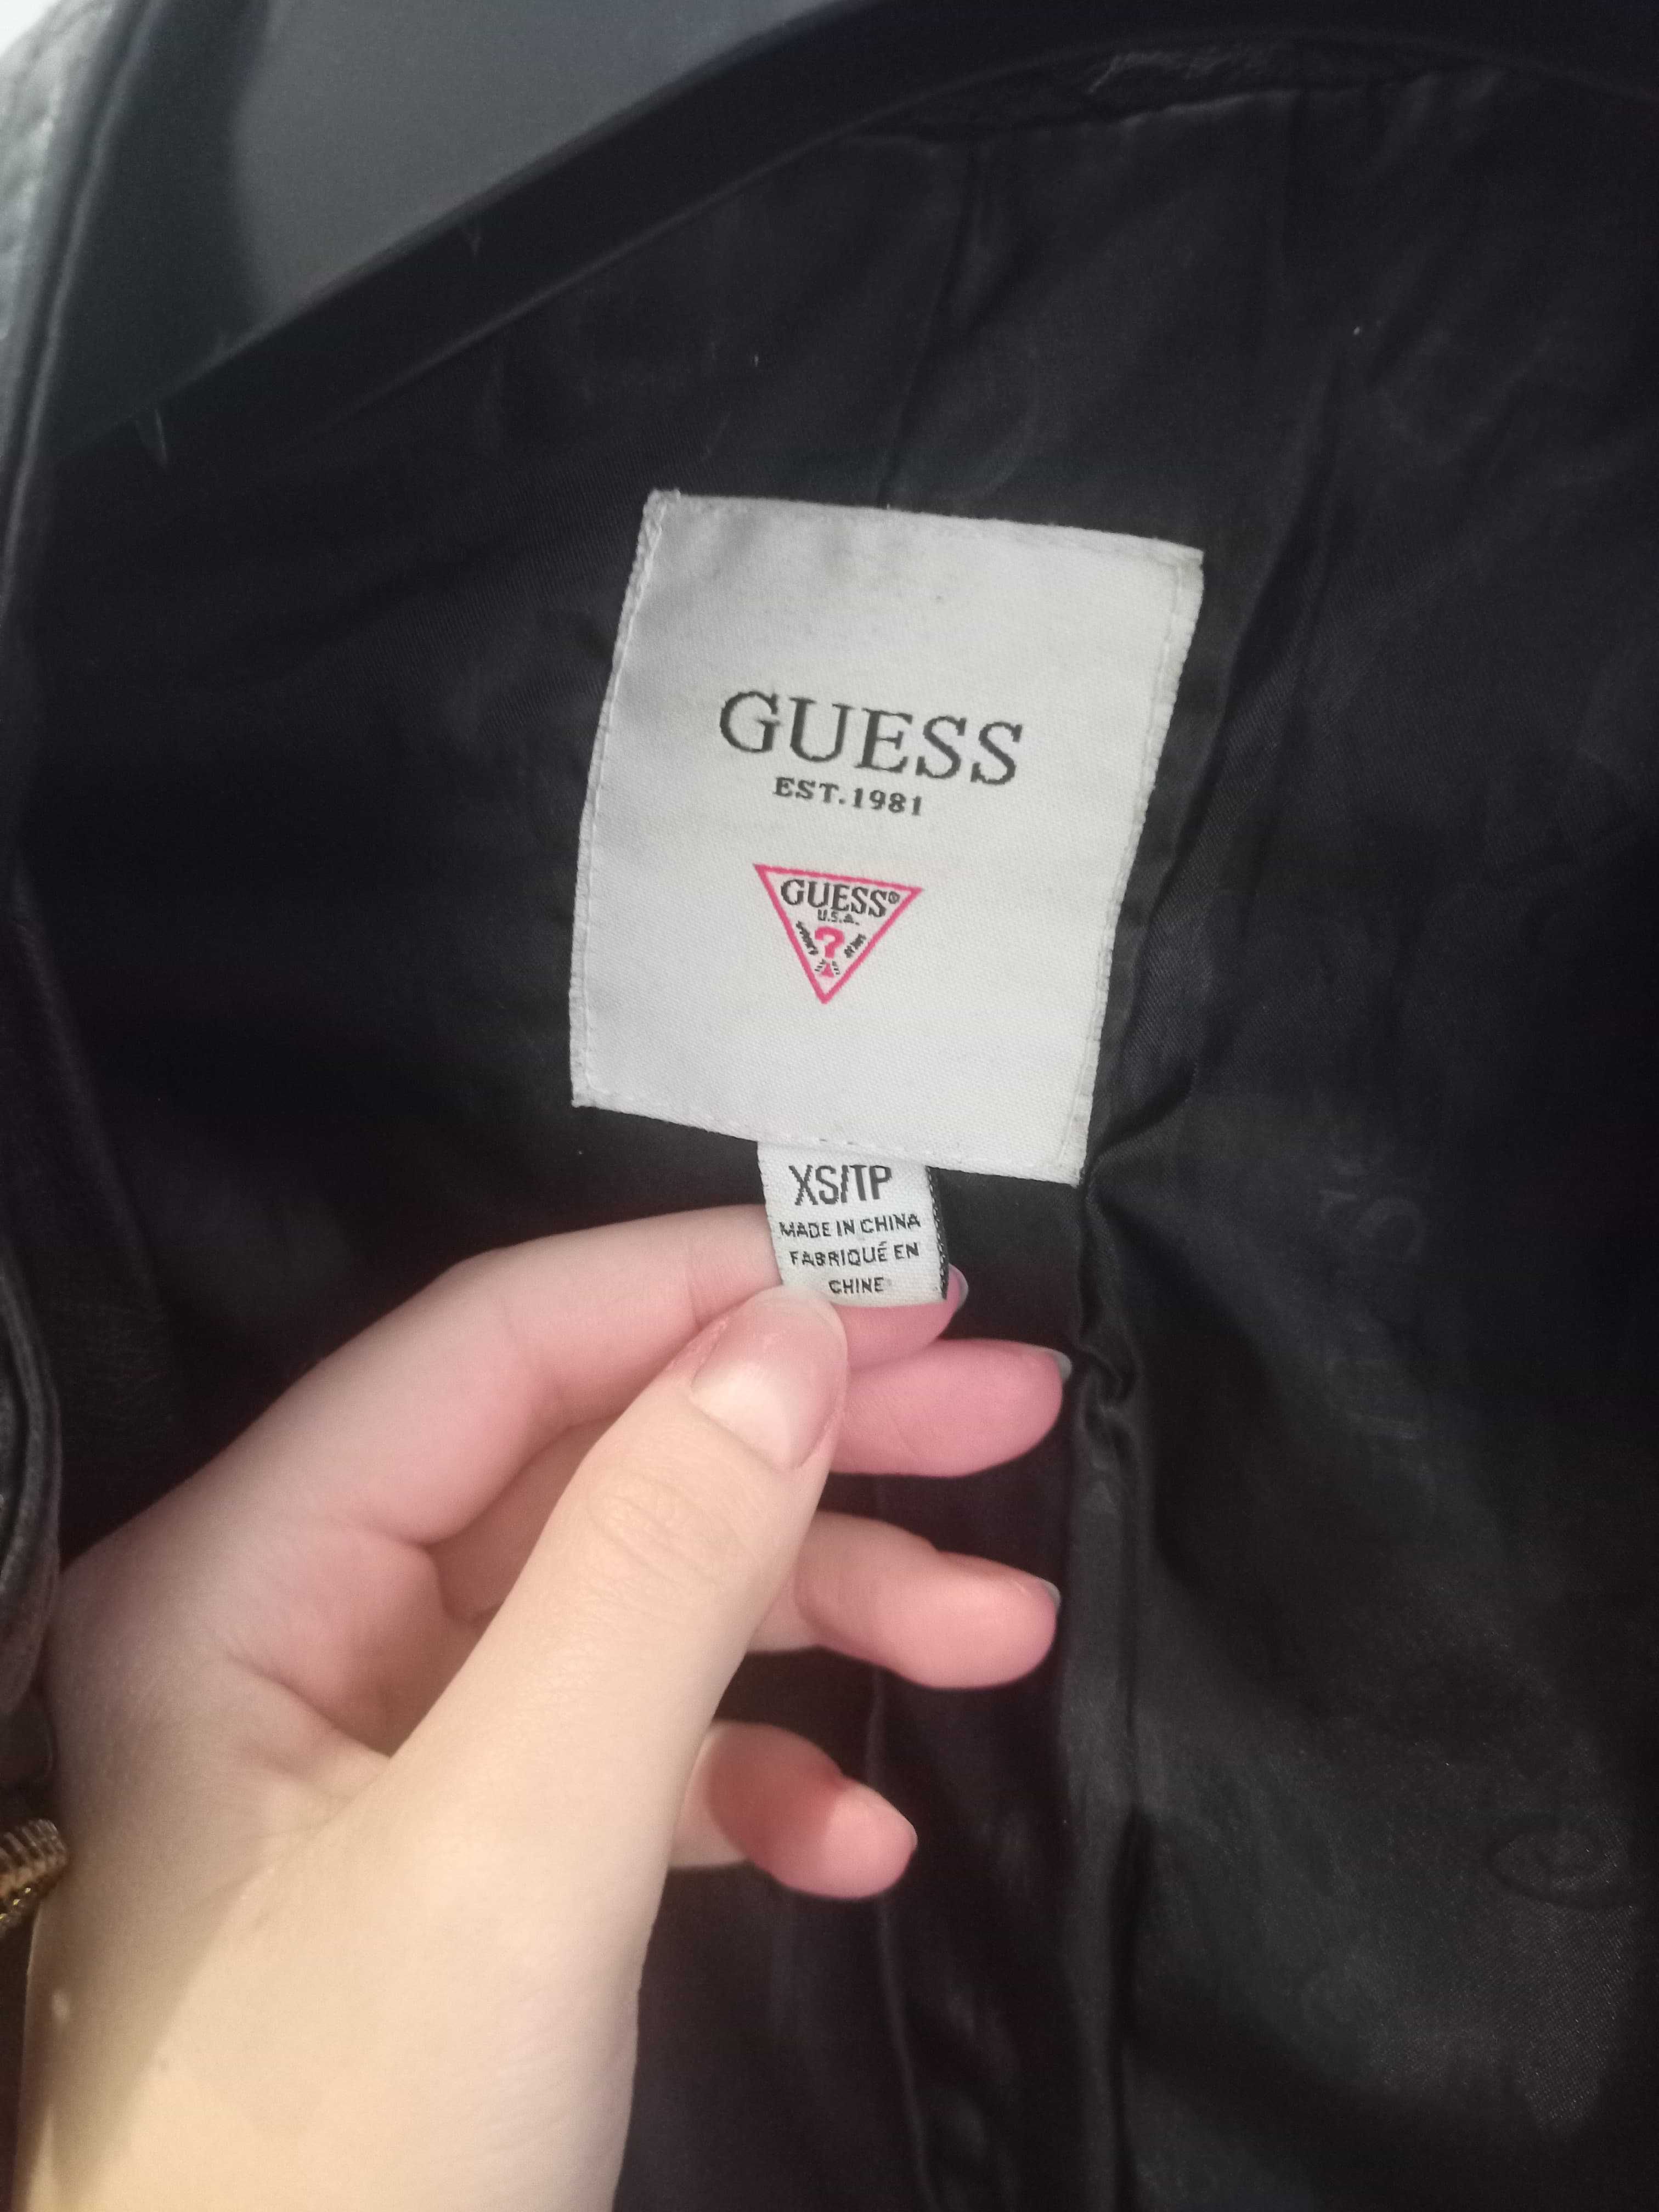 GUESS
EST.1981
GUESS®
U.S.A.
?
XS/TP
MADE IN CHINA
FABRIQUÉ EN
CHINE